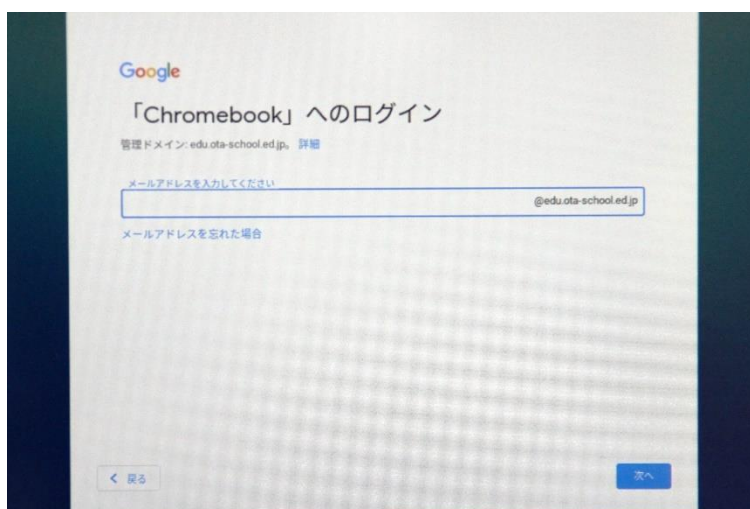 Google
「Chromebook」へのログイン
管理ドメイン: edu.ota-school.ed.jp。 詳細
メールアドレスを入力してください
@edu.ota-school.ed.jp
メールアドレスを忘れた場合
戻る
次へ